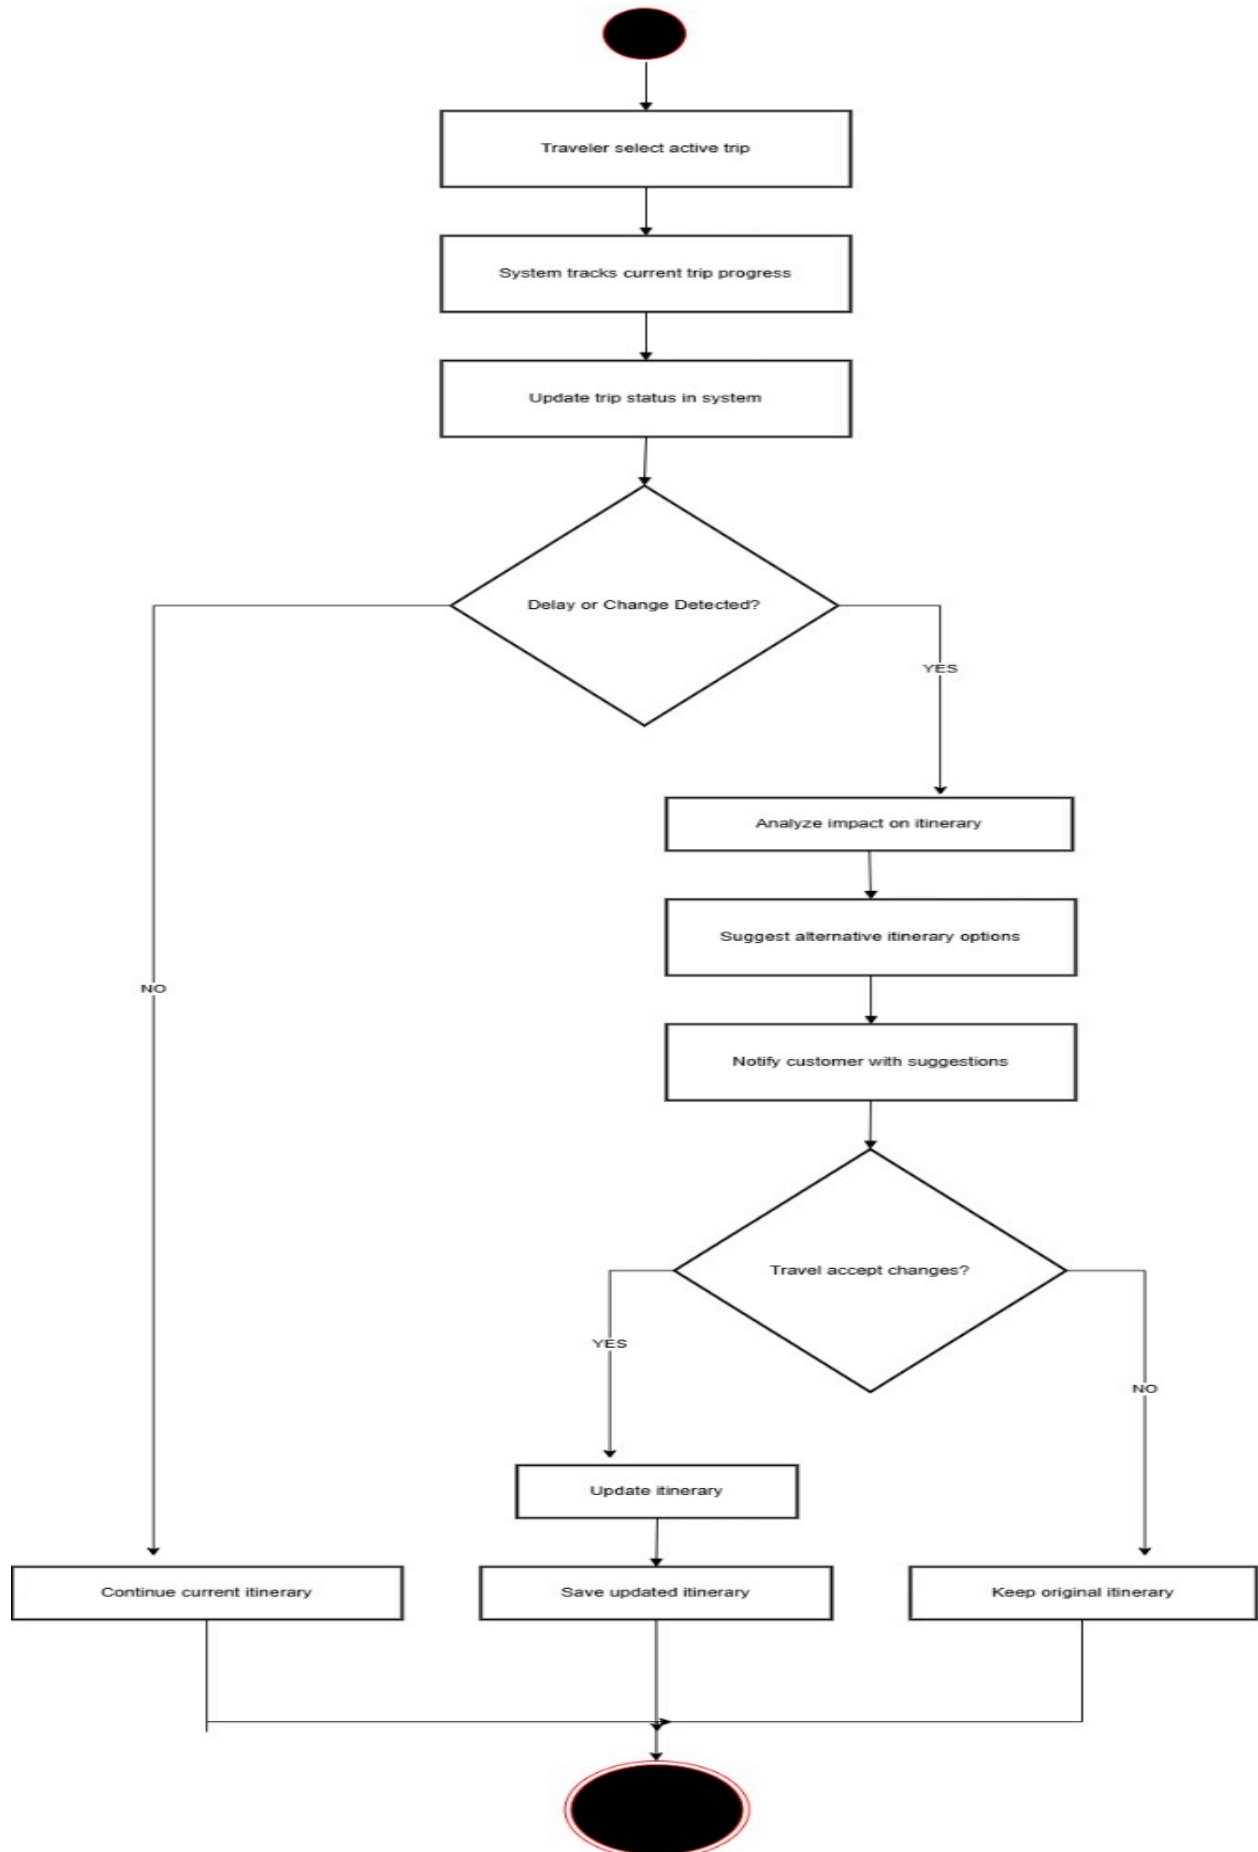 Traveler select active trip
System tracks current trip progress
Update trip status in system
Delay or Change Detected?
YES
Analyze impact on itinerary
Suggest alternative itinerary options
NO
Notify customer with suggestions
Travel accept changes?
YES
NO
Update itinerary
Continue current itinerary
Save updated itinerary
Keep original itinerary